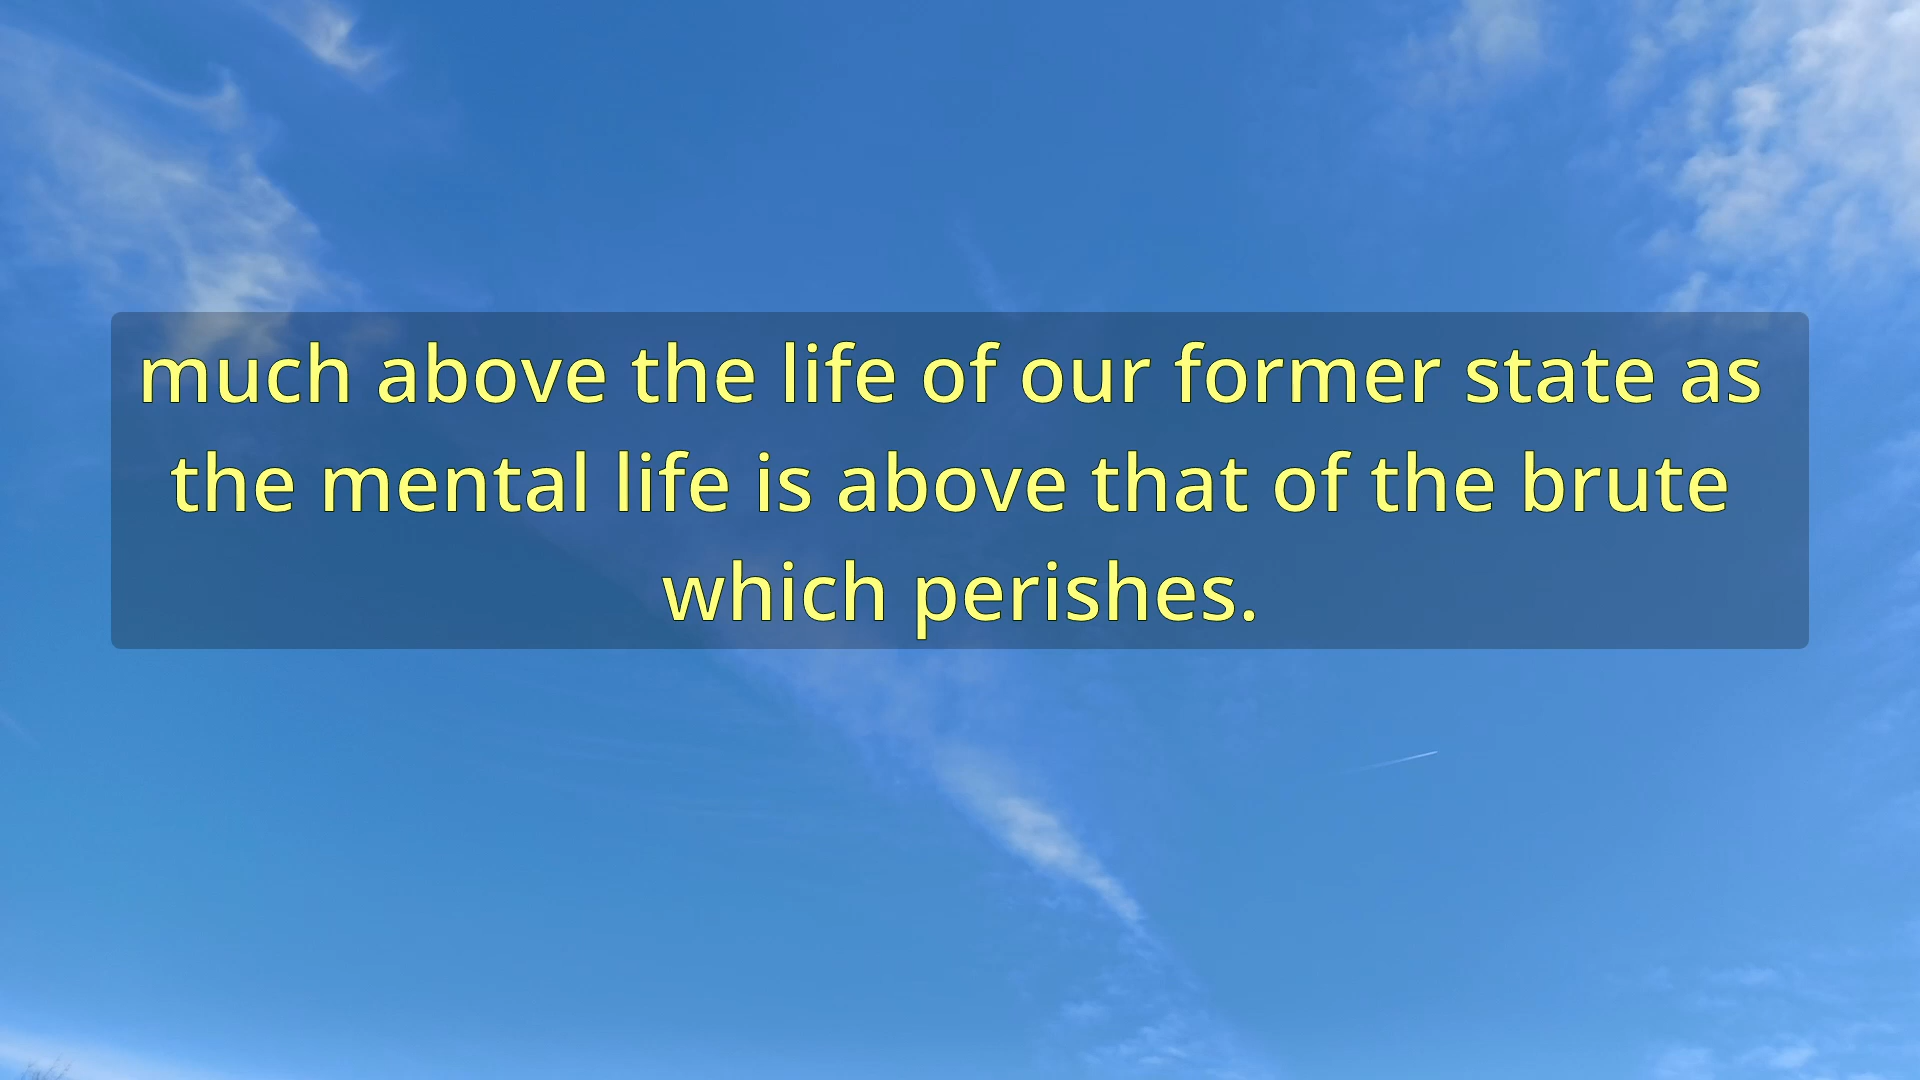 much above the life of our former state as
the mental life is above that of the brute
which perishes.